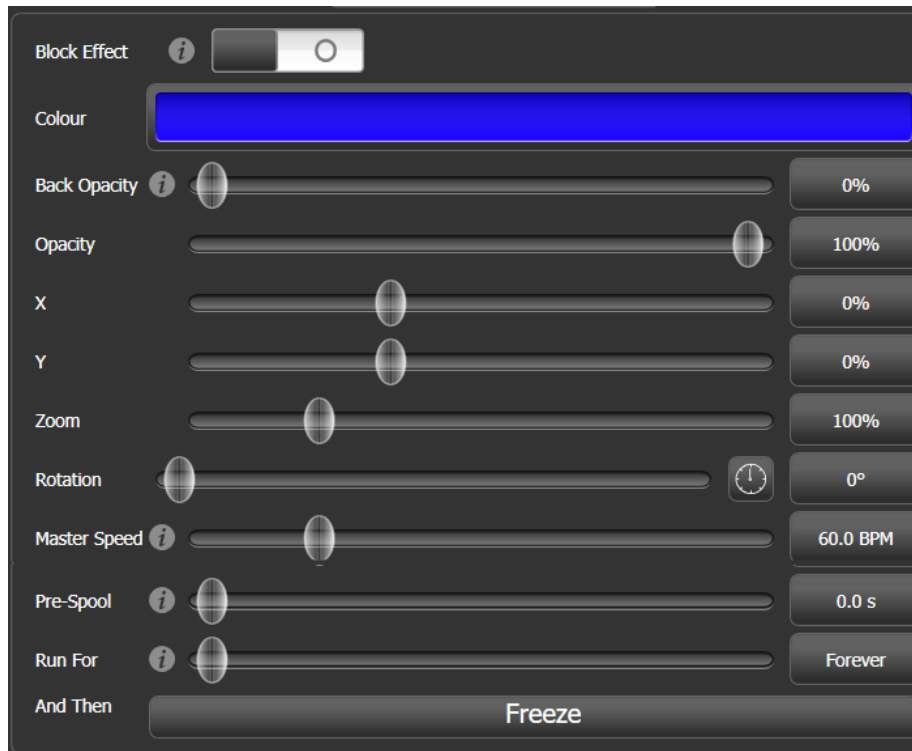 Block Effect
Colour
Back Opacity 0%
Opacity 100%
X 0%
Y 0%
Zoom 100%
Rotation 0°
Master Speed 60.0 BPM
Pre-Spool 0.0 s
Run For Forever
And Then Freeze